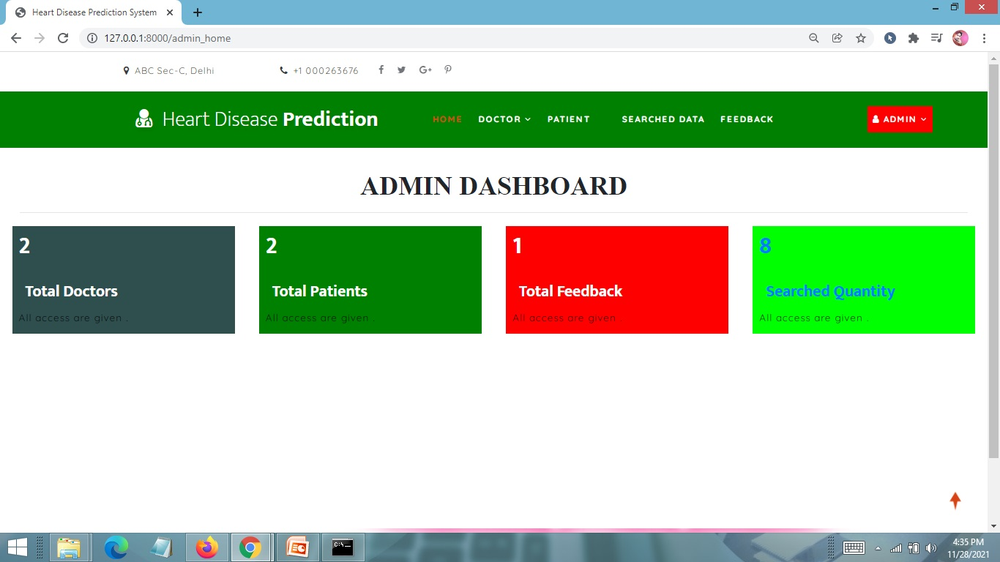 Heart Disease Prediction System
127.0.0.1:8000/admin_home
ABC Sec-C, Delhi +1 000263676
Heart Disease Prediction HOME DOCTOR PATIENT SEARCHED DATA FEEDBACK ADMIN
ADMIN DASHBOARD
2 2 1 8
Total Doctors Total Patients Total Feedback Searched Quantity
All access are given . All access are given . All access are given . All access are given .
4:35 PM
11/28/2021